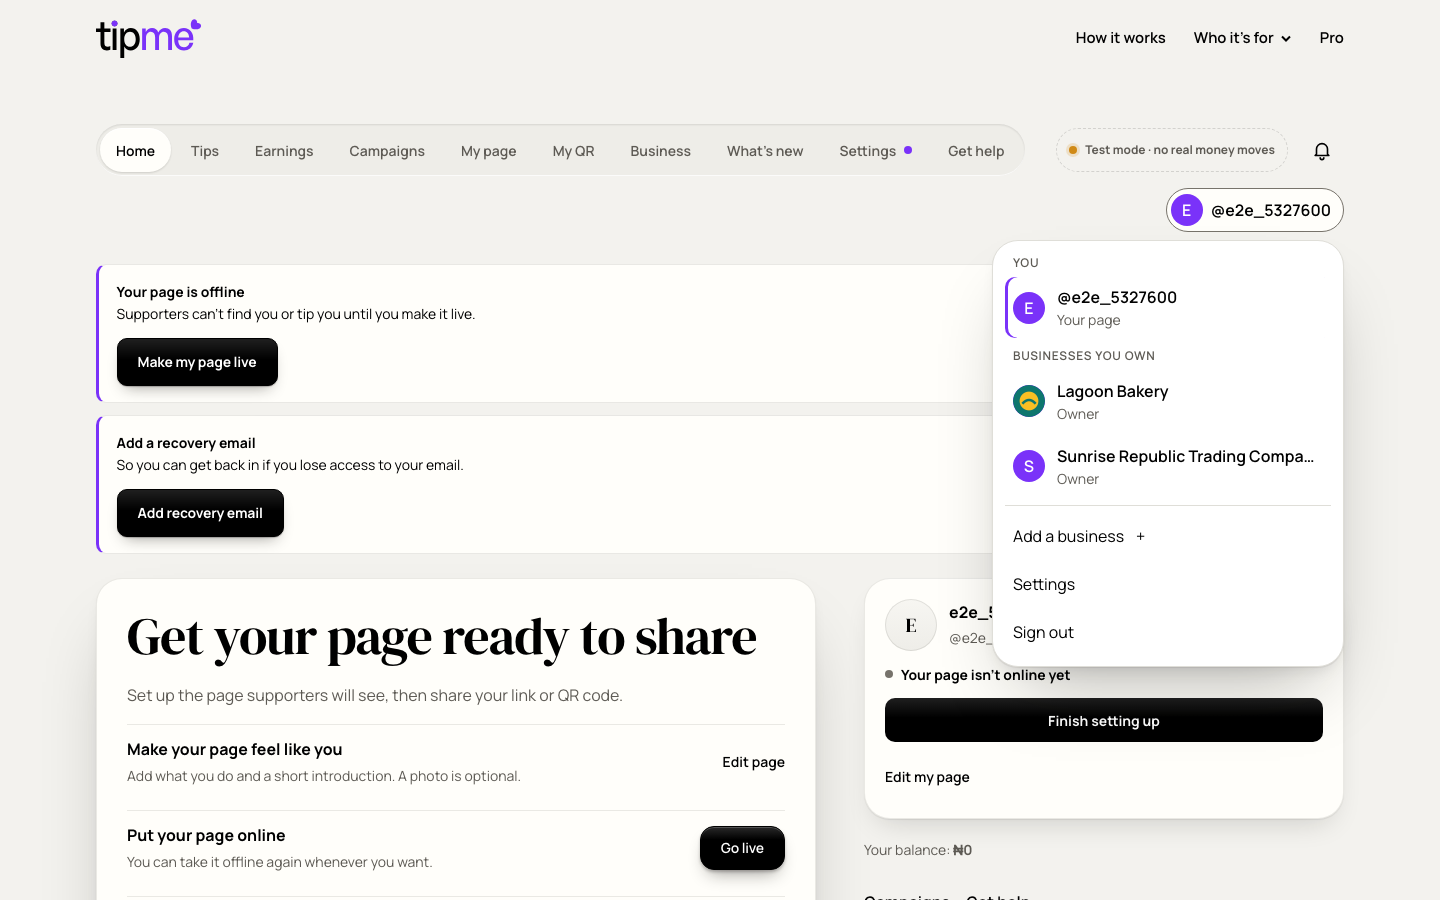 tipme
How it works
Who it's for
Pro
Home
Tips
Earnings
Campaigns
My page
My QR
Business
What's new
Settings
Get help
Test mode · no real money moves
E
@e2e_5327600
YOU
E
@e2e_5327600
Your page
BUSINESSES YOU OWN
Lagoon Bakery
Owner
S
Sunrise Republic Trading Compa...
Owner
Add a business +
Settings
Sign out
Your page is offline
Supporters can't find you or tip you until you make it live.
Make my page live
Add a recovery email
So you can get back in if you lose access to your email.
Add recovery email
Get your page ready to share
Set up the page supporters will see, then share your link or QR code.
Make your page feel like you
Add what you do and a short introduction. A photo is optional.
Edit page
Put your page online
You can take it offline again whenever you want.
Go live
E
Your page isn't online yet
Finish setting up
Edit my page
Your balance: ₦0